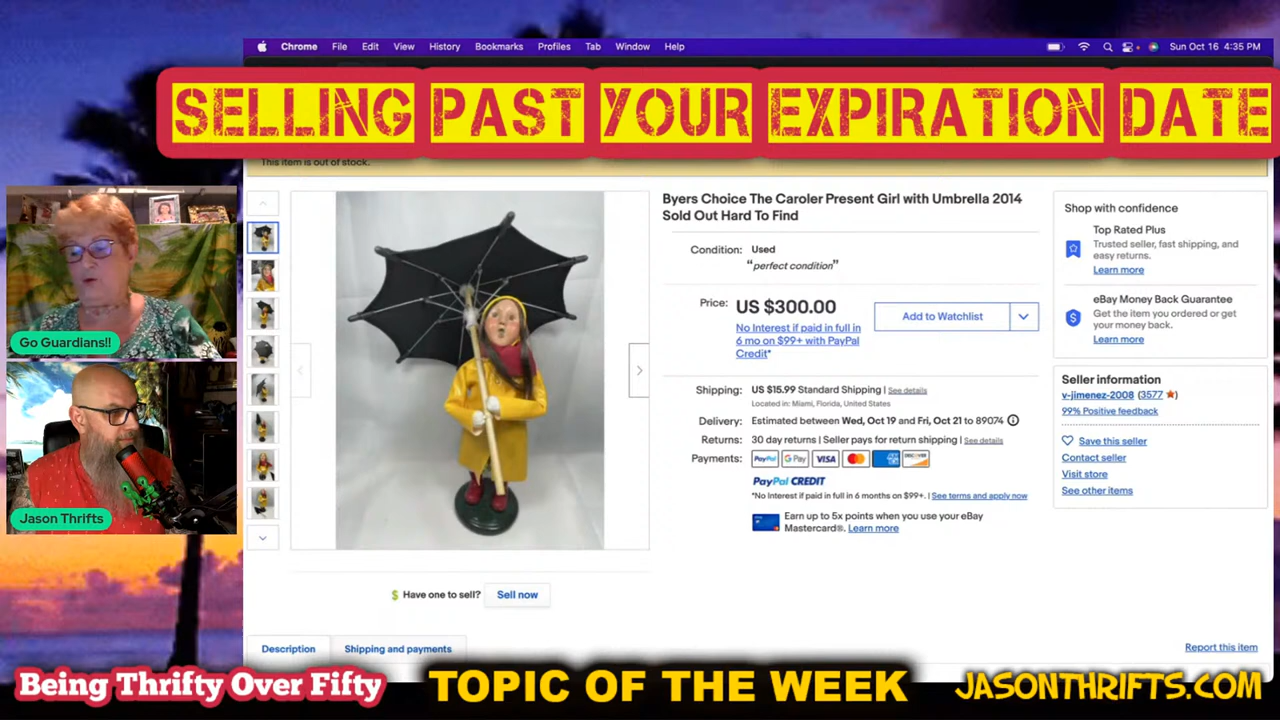 Chrome File Edit View History Bookmarks Profiles Tab Window Help Sun Oct 16 4:35 PM
SELLING PAST YOUR EXPIRATION DATE
This item is out of stock.
Byers Choice The Caroler Present Girl with Umbrella 2014
Sold Out Hard To Find
Condition: Used
"perfect condition"
Price: US $300.00
No Interest if paid in full in
6 mo on $99+ with PayPal
Credit*
Add to Watchlist
Shipping: US $15.99 Standard Shipping | See details
Located in: Miami, Florida, United States
Delivery: Estimated between Wed, Oct 19 and Fri, Oct 21 to 89074
Returns: 30 day returns | Seller pays for return shipping | See details
Payments: PayPal G Pay VISA DISCOVER
PayPal CREDIT
*No Interest if paid in full in 6 months on $99+. | See terms and apply now
Earn up to 5x points when you use your eBay
Mastercard®. Learn more
Shop with confidence
Top Rated Plus
Trusted seller, fast shipping, and
easy returns.
Learn more
eBay Money Back Guarantee
Get the item you ordered or get
your money back.
Learn more
Seller information
v-jimenez-2008 (3577 )
99% Positive feedback
Save this seller
Contact seller
Visit store
See other items
Go Guardians!!
Jason Thrifts
Have one to sell? Sell now
Description Shipping and payments Report this item
Being Thrifty Over Fifty
TOPIC OF THE WEEK
JASONTHRIFTS.COM